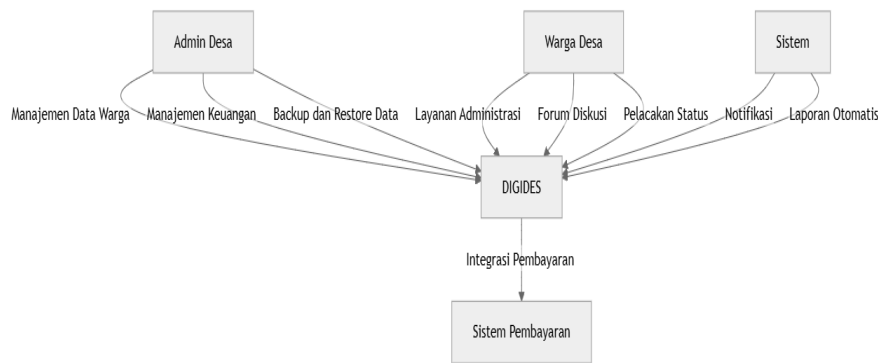 Admin Desa
Warga Desa
Sistem
Manajemen Data Warga
Manajemen Keuangan
Backup dan Restore Data
Layanan Administrasi
Forum Diskusi
Pelacakan Status
Notifikasi
Laporan Otomatis
DIGIDES
Integrasi Pembayaran
Sistem Pembayaran